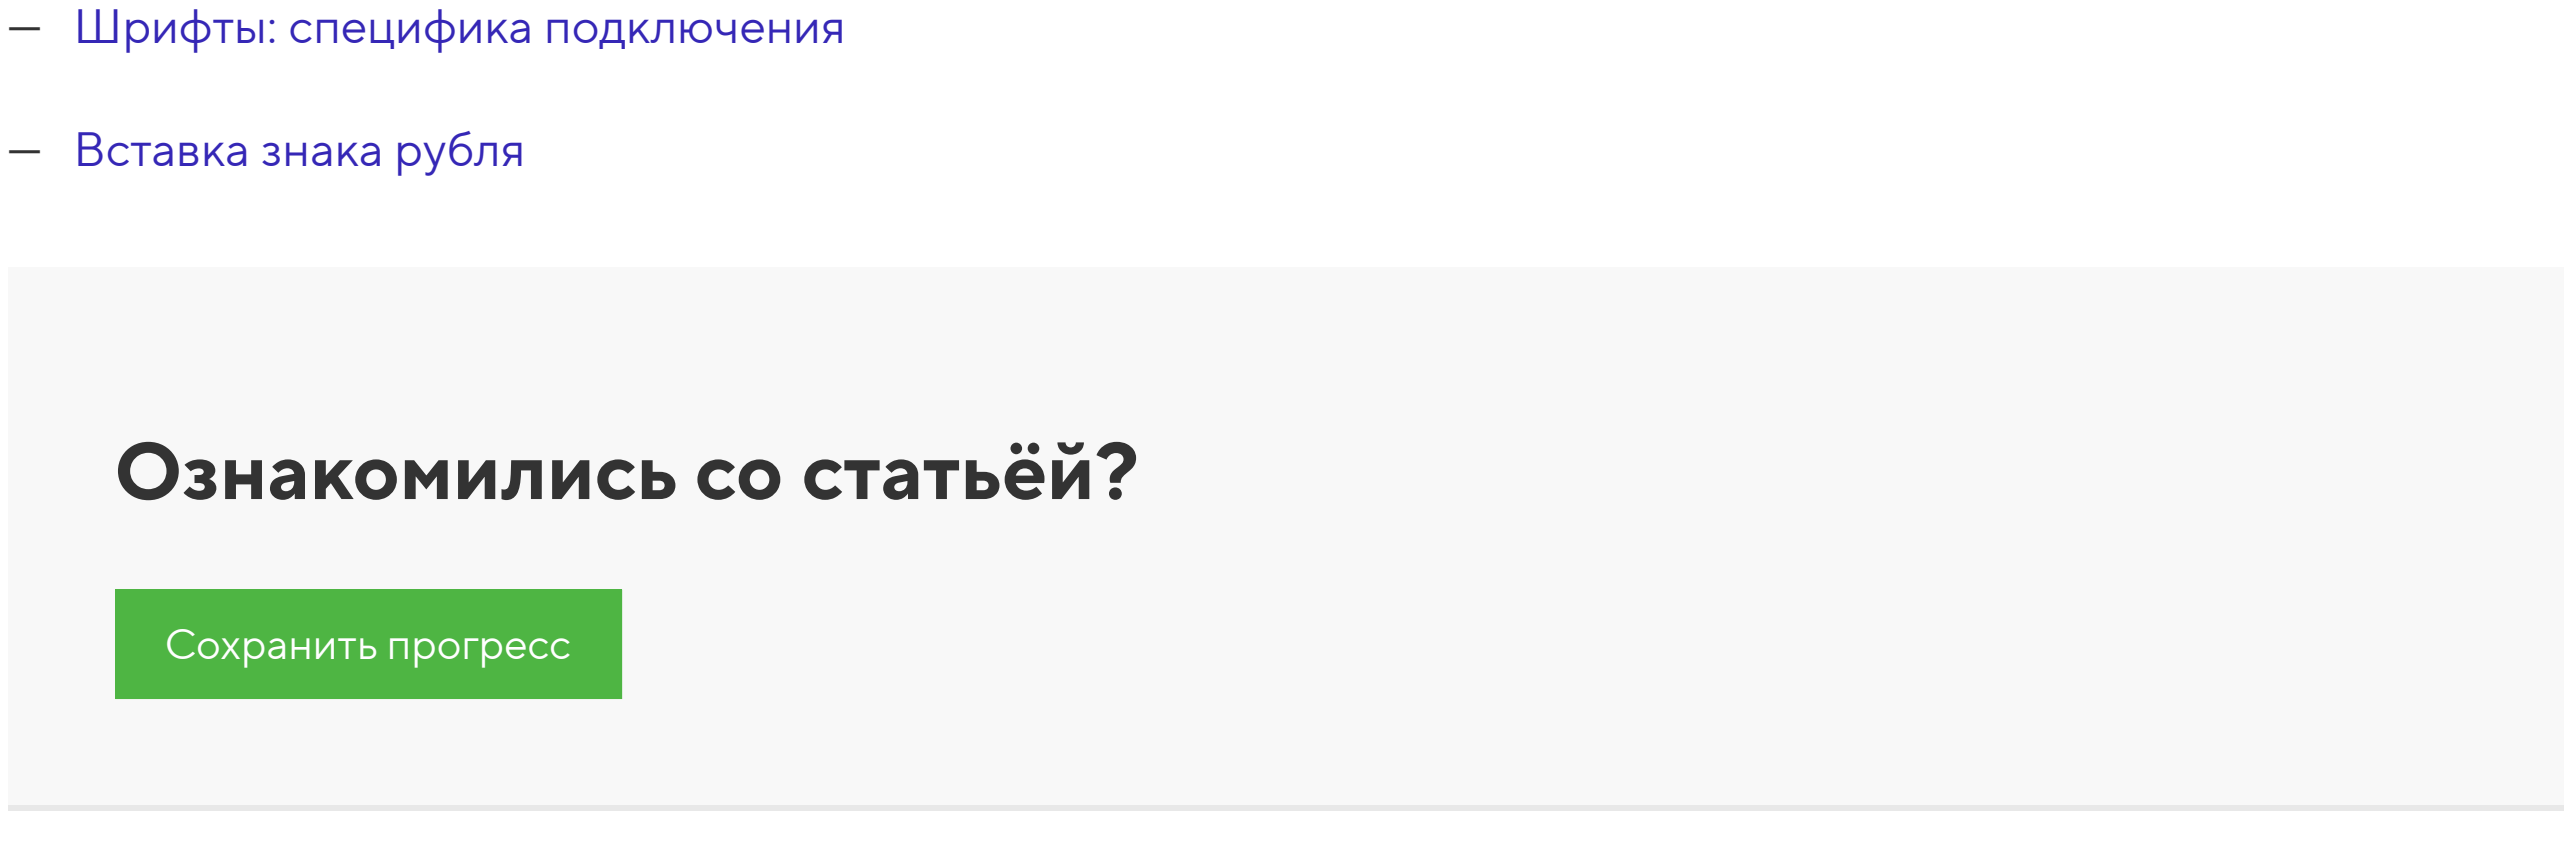 — Шрифты: специфика подключения
— Вставка знака рубля
Ознакомились со статьёй?
Сохранить прогресс